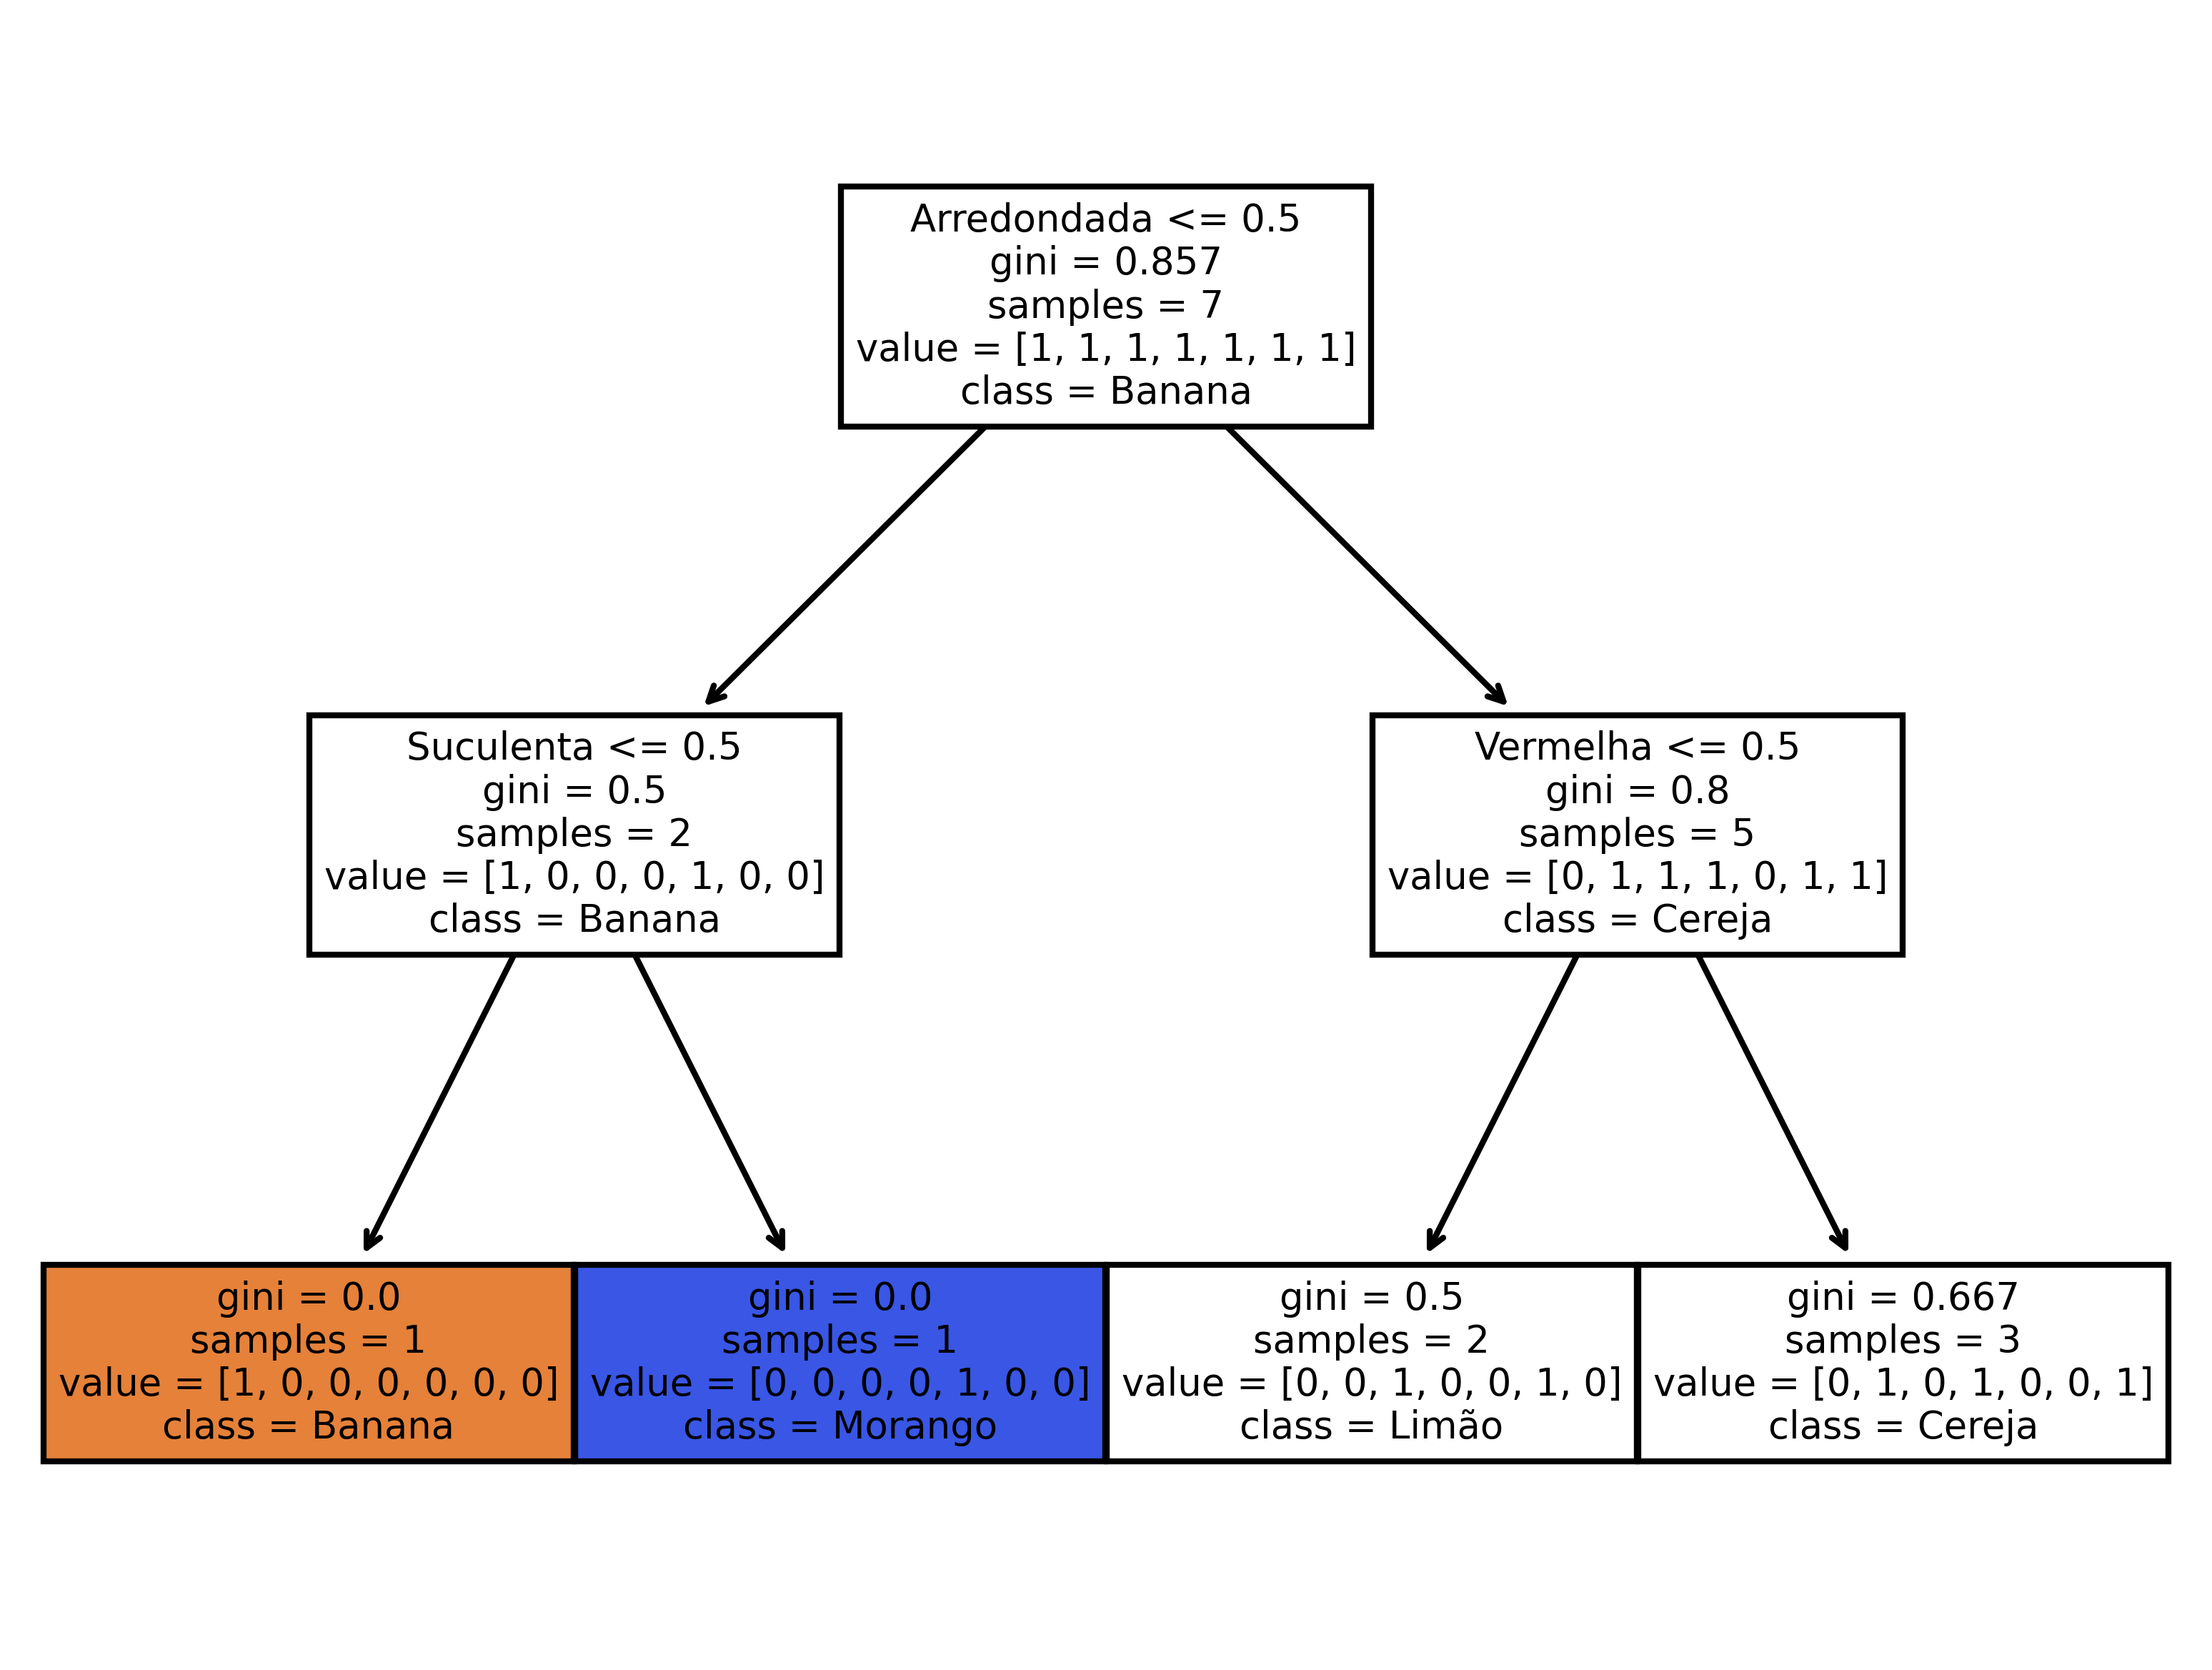 Arredondada <= 0.5
gini = 0.857
samples = 7
value = [1, 1, 1, 1, 1, 1, 1]
class = Banana
Suculenta <= 0.5
gini = 0.5
samples = 2
value = [1, 0, 0, 0, 1, 0, 0]
class = Banana
Vermelha <= 0.5
gini = 0.8
samples = 5
value = [0, 1, 1, 1, 0, 1, 1]
class = Cereja
gini = 0.0
samples = 1
value = [1, 0, 0, 0, 0, 0, 0]
class = Banana
gini = 0.0
samples = 1
value = [0, 0, 0, 0, 1, 0, 0]
class = Morango
gini = 0.5
samples = 2
value = [0, 0, 1, 0, 0, 1, 0]
class = Limão
gini = 0.667
samples = 3
value = [0, 1, 0, 1, 0, 0, 1]
class = Cereja